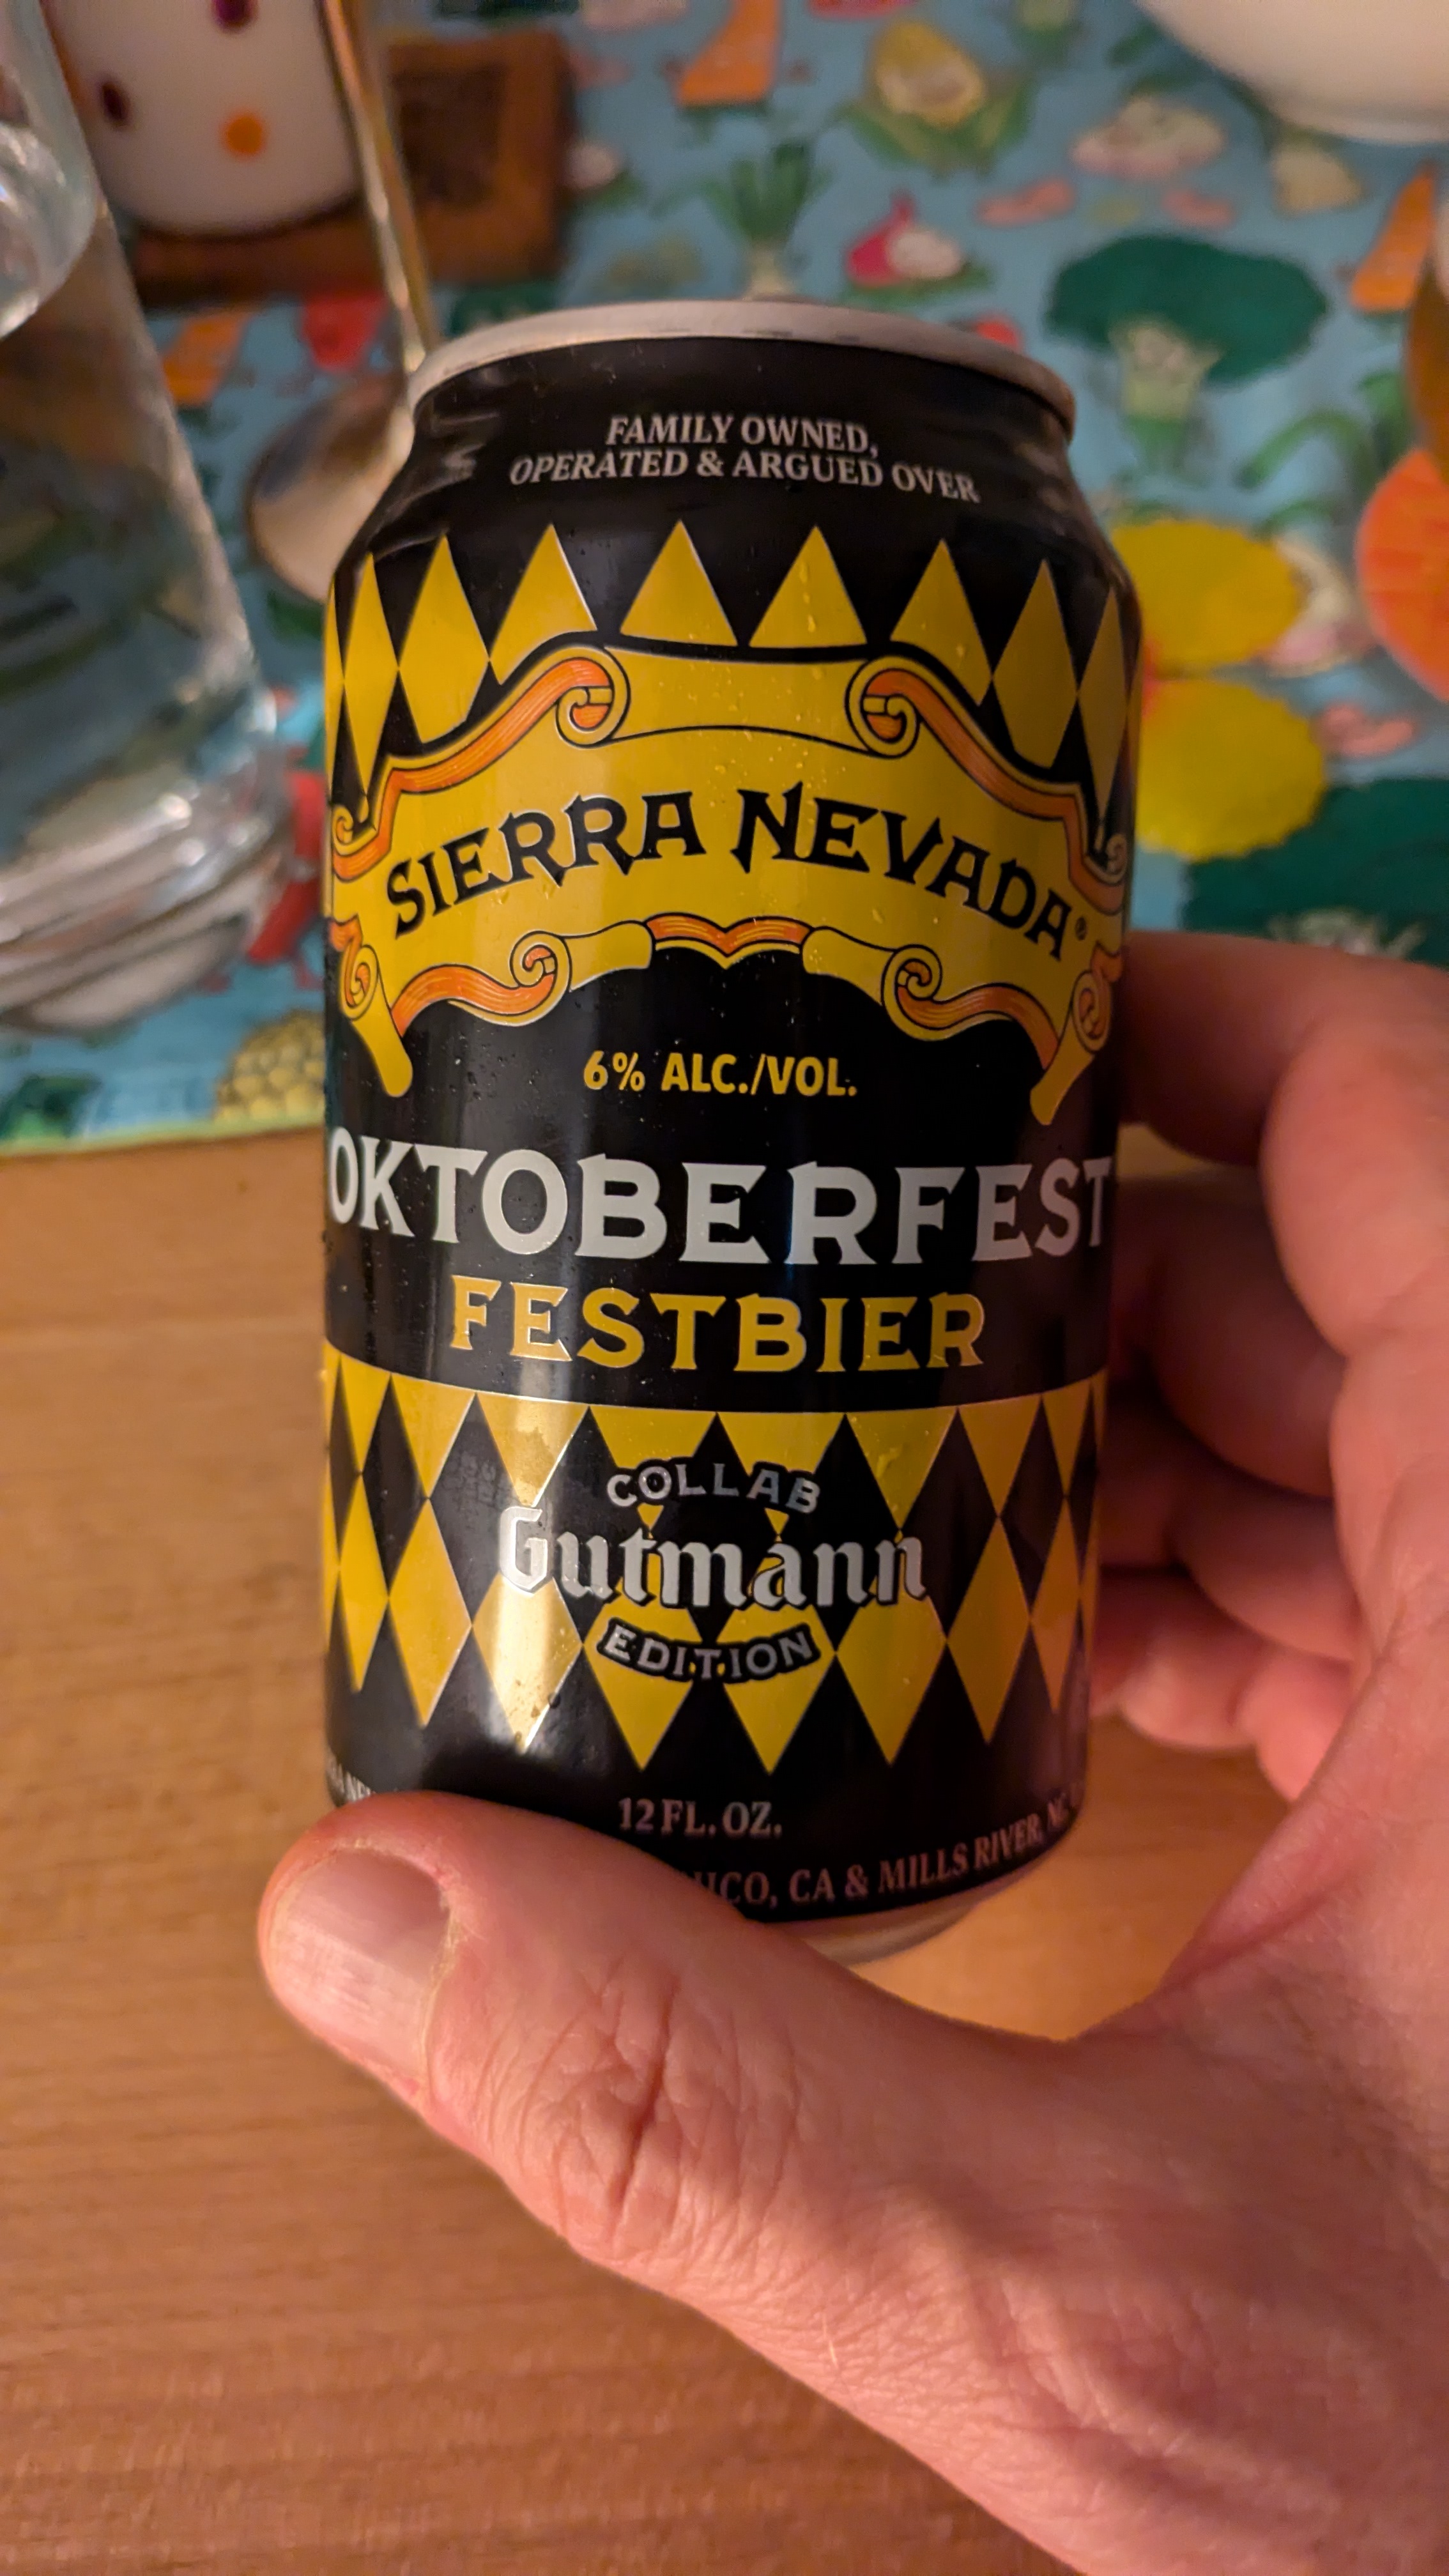 FAMILY OWNED,
OPERATED & ARGUED OVER
SIERRA NEVADA®
6% ALC./VOL.
OKTOBERFEST
FESTBIER
COLLAB
Gutmann
EDITION
12 FL. OZ.
CA & MILLS RIVER,